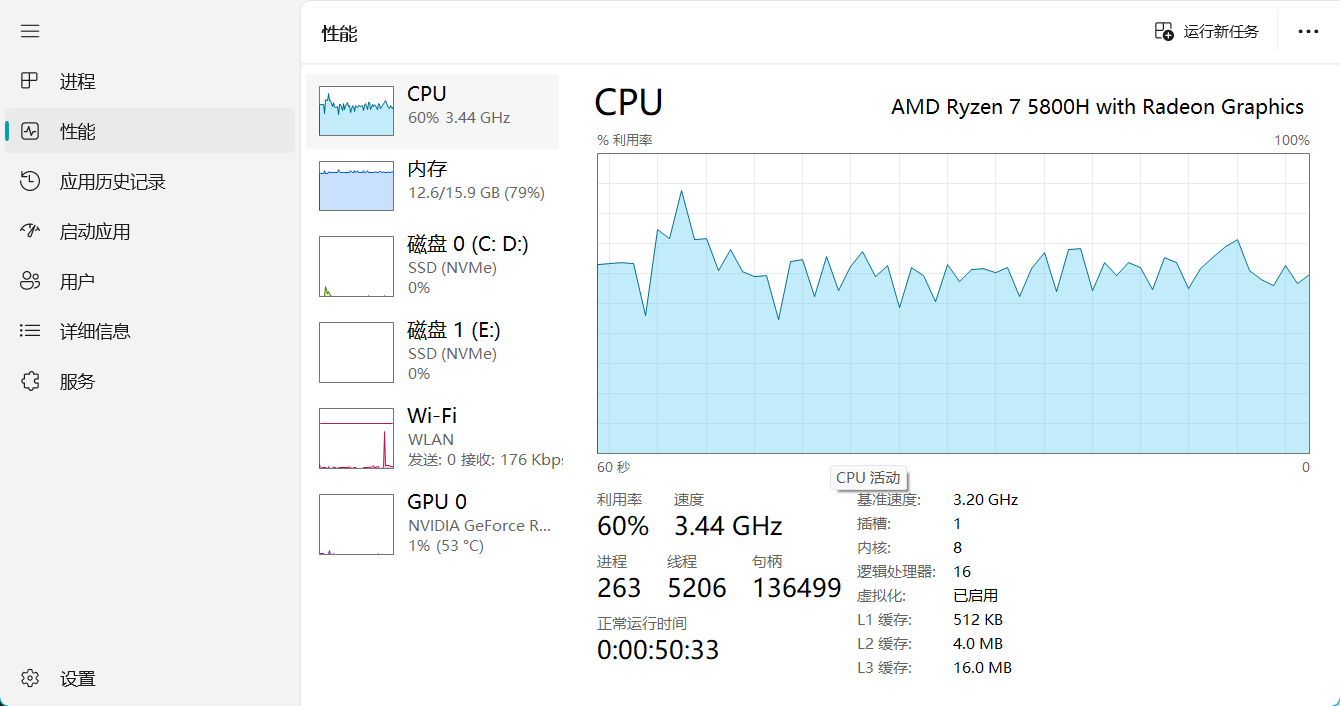 性能
运行新任务
进程
性能
应用历史记录
启动应用
用户
详细信息
服务
设置
CPU
60% 3.44 GHz
内存
12.6/15.9 GB (79%)
磁盘 0 (C: D:)
SSD (NVMe)
0%
磁盘 1 (E:)
SSD (NVMe)
0%
Wi-Fi
WLAN
发送: 0 接收: 176 Kbps
GPU 0
NVIDIA GeForce R...
1% (53 °C)
CPU
AMD Ryzen 7 5800H with Radeon Graphics
% 利用率
100%
60 秒
0
CPU 活动
利用率 速度
60% 3.44 GHz
进程 线程 句柄
263 5206 136499
正常运行时间
0:00:50:33
基准速度: 3.20 GHz
插槽: 1
内核: 8
逻辑处理器: 16
虚拟化: 已启用
L1 缓存: 512 KB
L2 缓存: 4.0 MB
L3 缓存: 16.0 MB